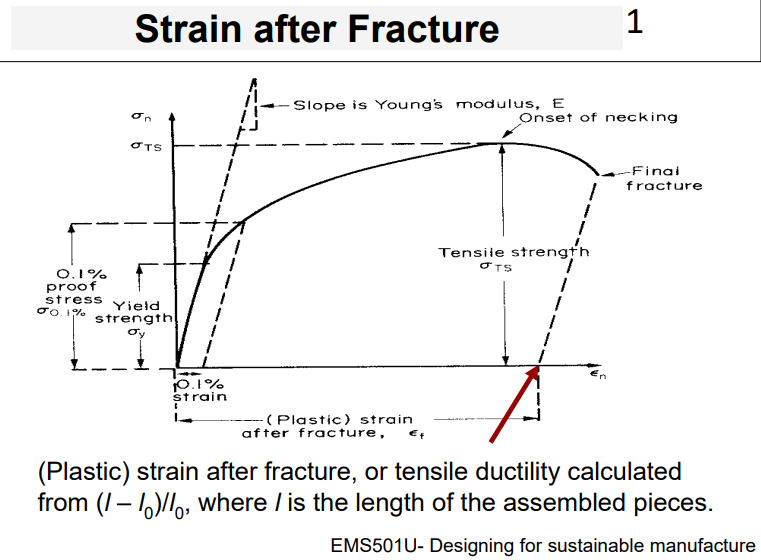 Strain after Fracture
1
Slope is Young's modulus, E
σn
Onset of necking
σTS
Final
fracture
Tensile strength
σTS
0.1%
proof
stress
σ0.1%
Yield
strength
σy
εn
0.1%
strain
(Plastic) strain
after fracture, εf
(Plastic) strain after fracture, or tensile ductility calculated
from (l – l0)/l0, where l is the length of the assembled pieces.
EMS501U- Designing for sustainable manufacture